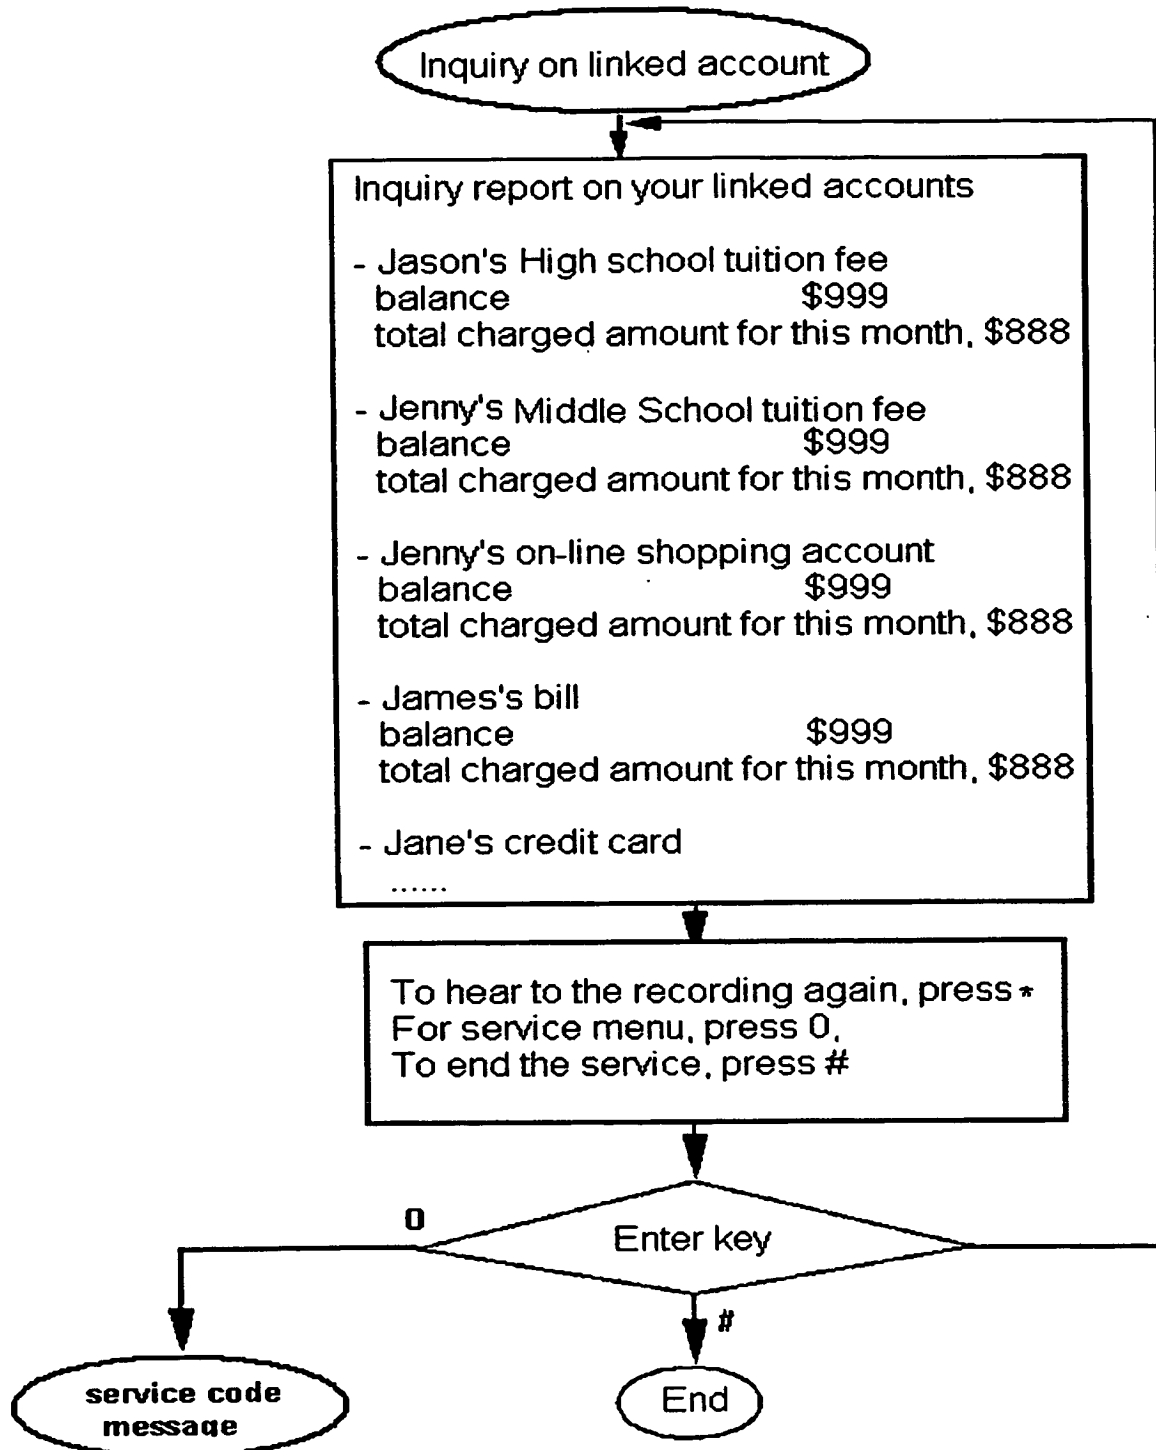 Inquiry on linked account
Inquiry report on your linked accounts
- Jason's High school tuition fee
balance $999
total charged amount for this month, $888
- Jenny's Middle School tuition fee
balance $999
total charged amount for this month, $888
- Jenny's on-line shopping account
balance $999
total charged amount for this month, $888
- James's bill
balance $999
total charged amount for this month, $888
- Jane's credit card
......
To hear to the recording again, press *
For service menu, press 0,
To end the service, press #
0
Enter key
#
service code
message
End